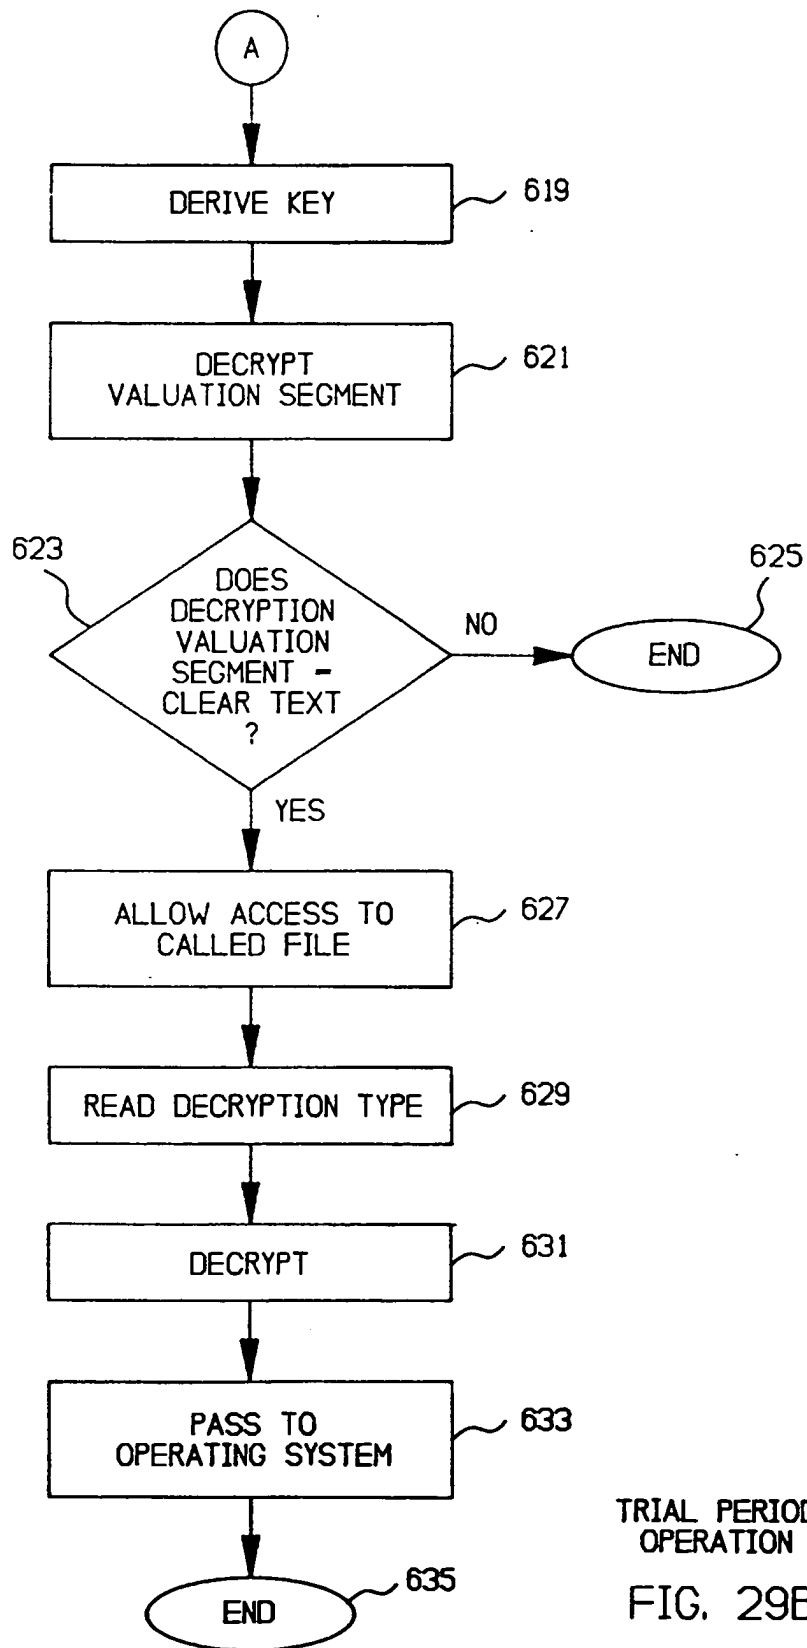 A
DERIVE KEY
619
DECRYPT
VALUATION SEGMENT
621
623
DOES
DECRYPTION
VALUATION
SEGMENT -
CLEAR TEXT
?
NO
625
END
YES
ALLOW ACCESS TO
CALLED FILE
627
READ DECRYPTION TYPE
629
DECRYPT
631
PASS TO
OPERATING SYSTEM
633
END
635
TRIAL PERIOD
OPERATION
FIG. 29B